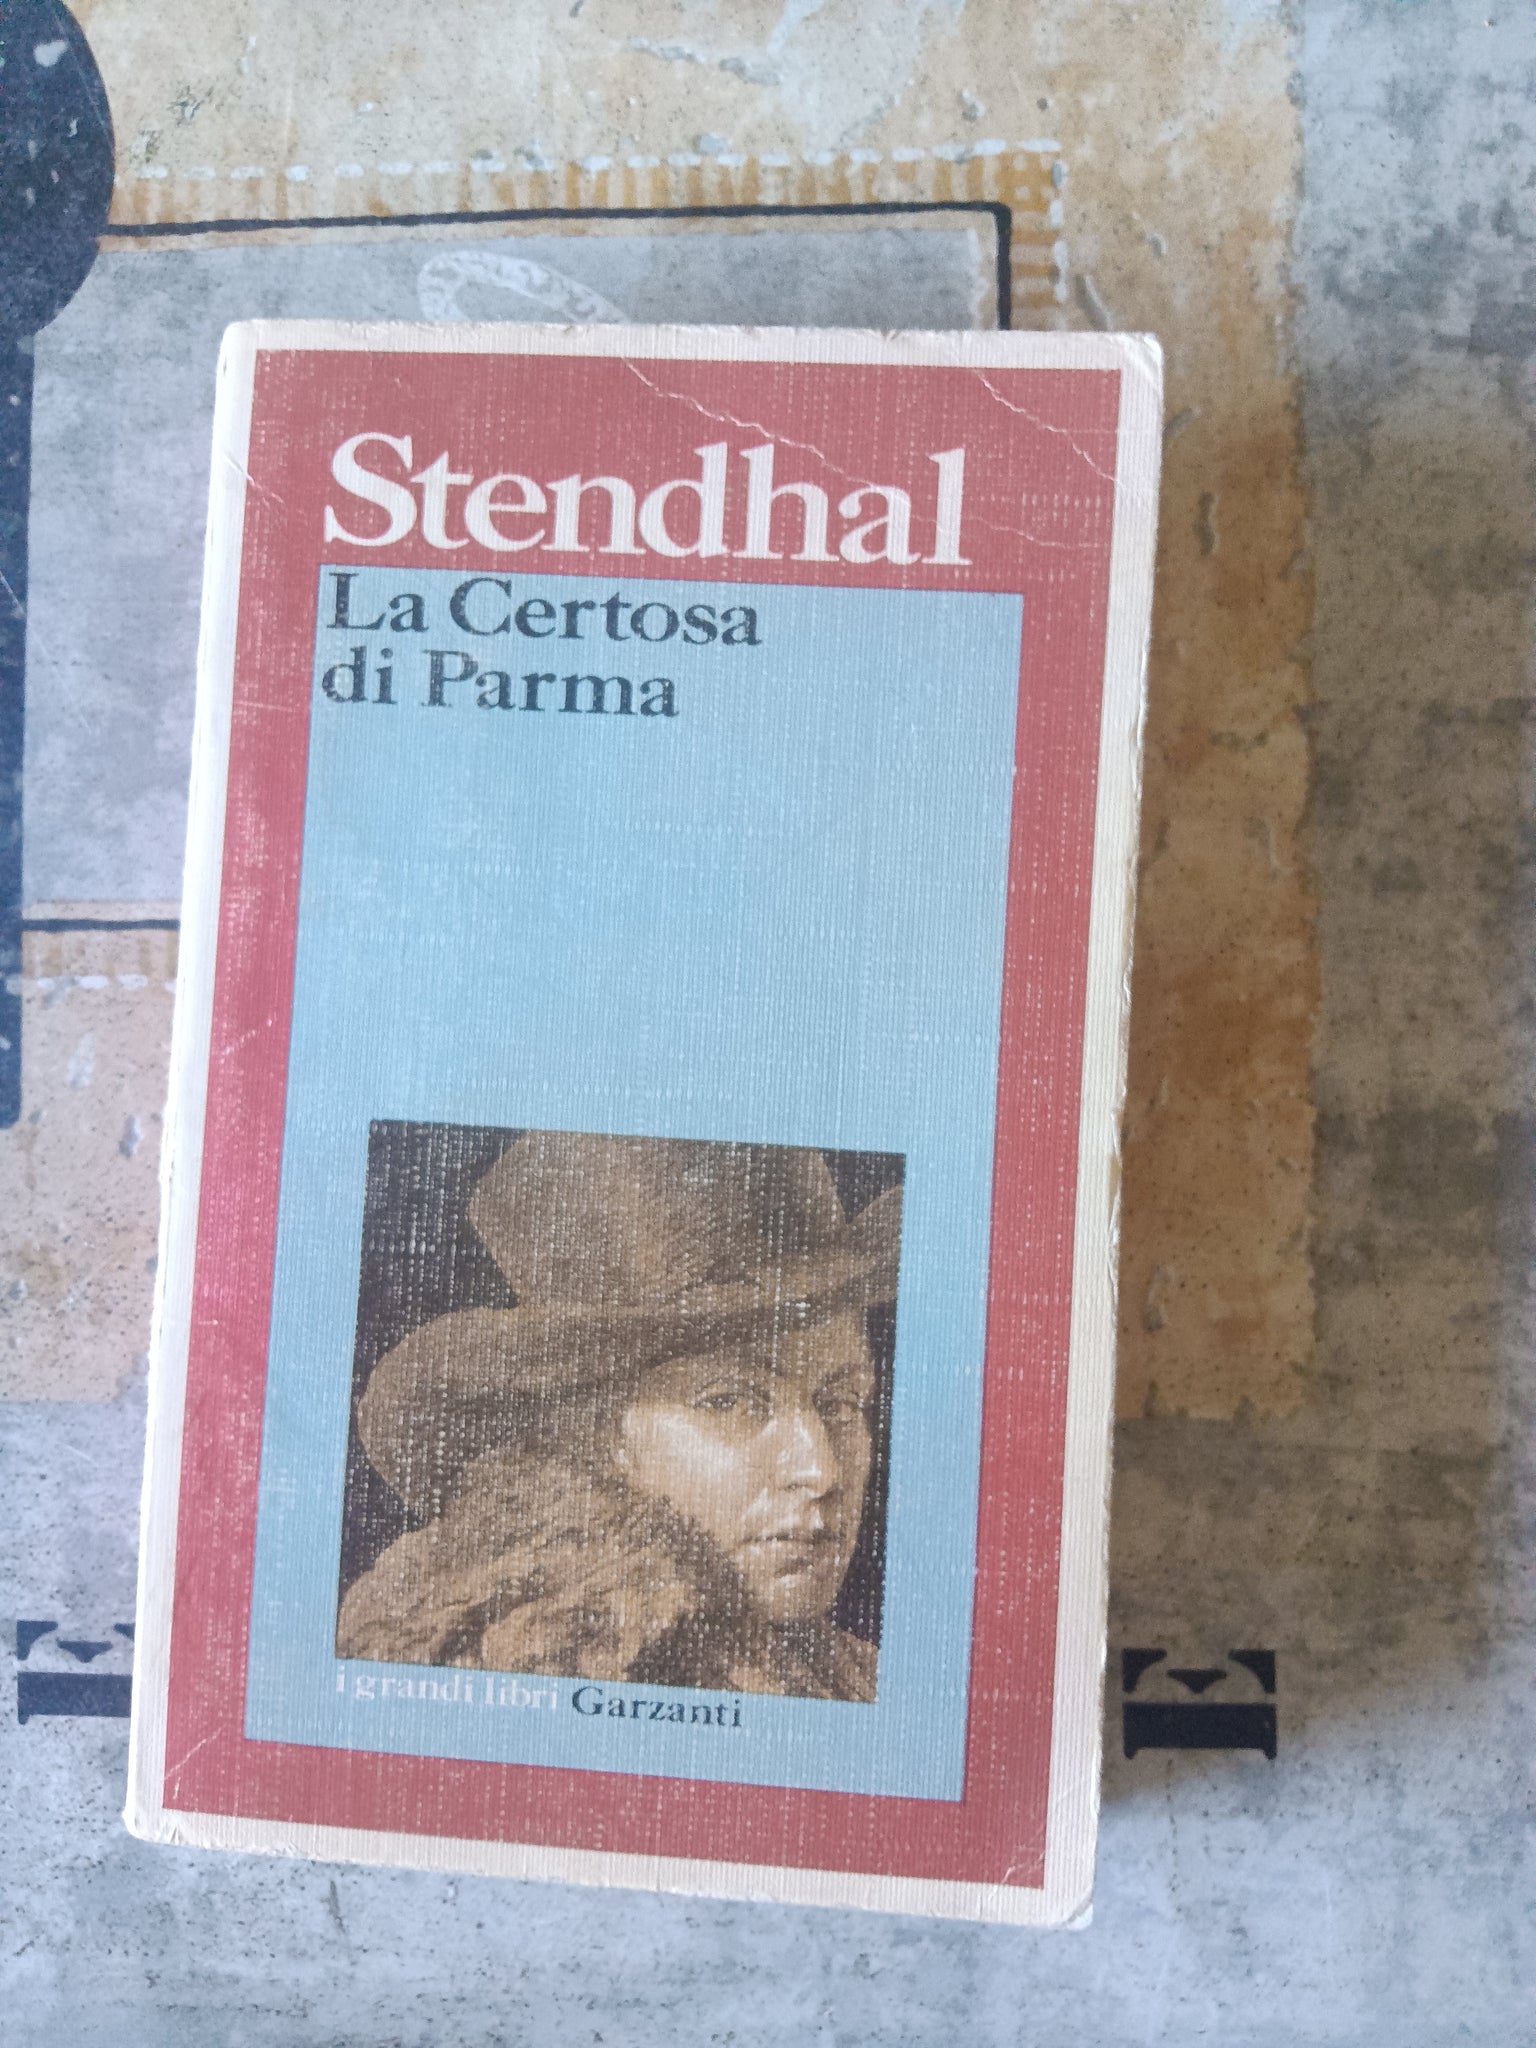 Stendhal
La Certosa
di Parma
i grandi libri Garzanti
E
E